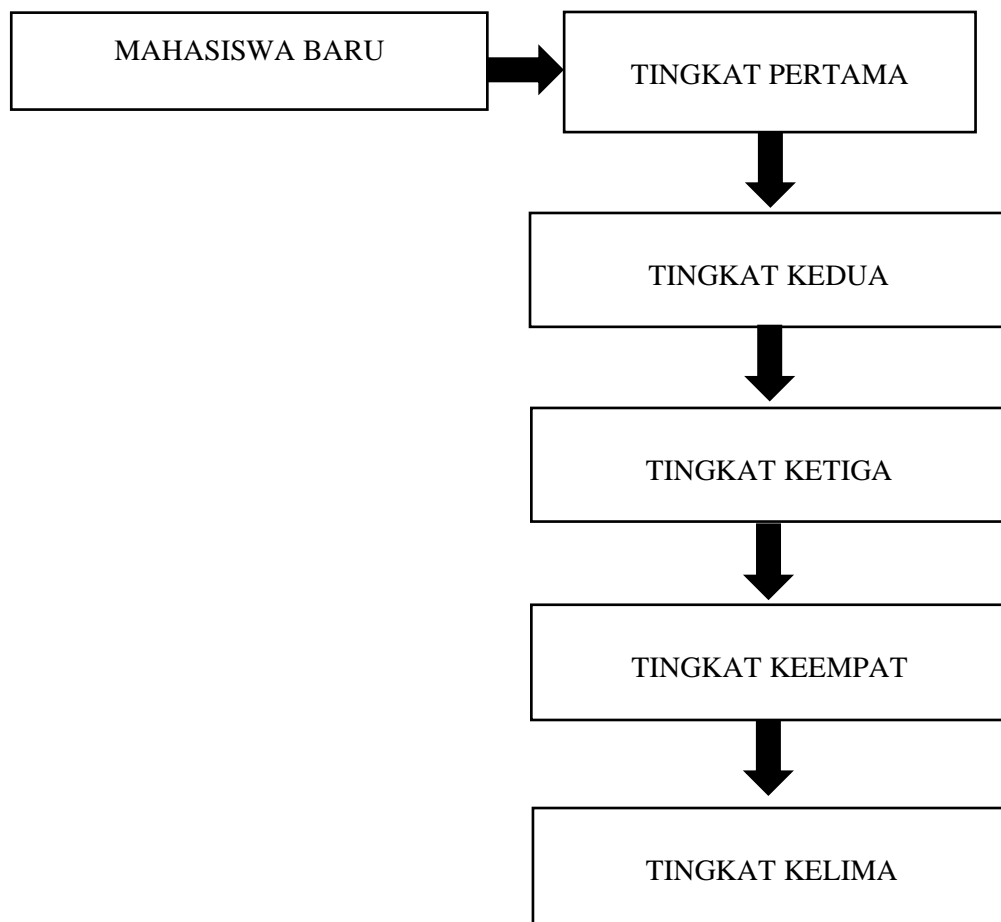 MAHASISWA BARU
TINGKAT PERTAMA
TINGKAT KEDUA
TINGKAT KETIGA
TINGKAT KEEMPAT
TINGKAT KELIMA